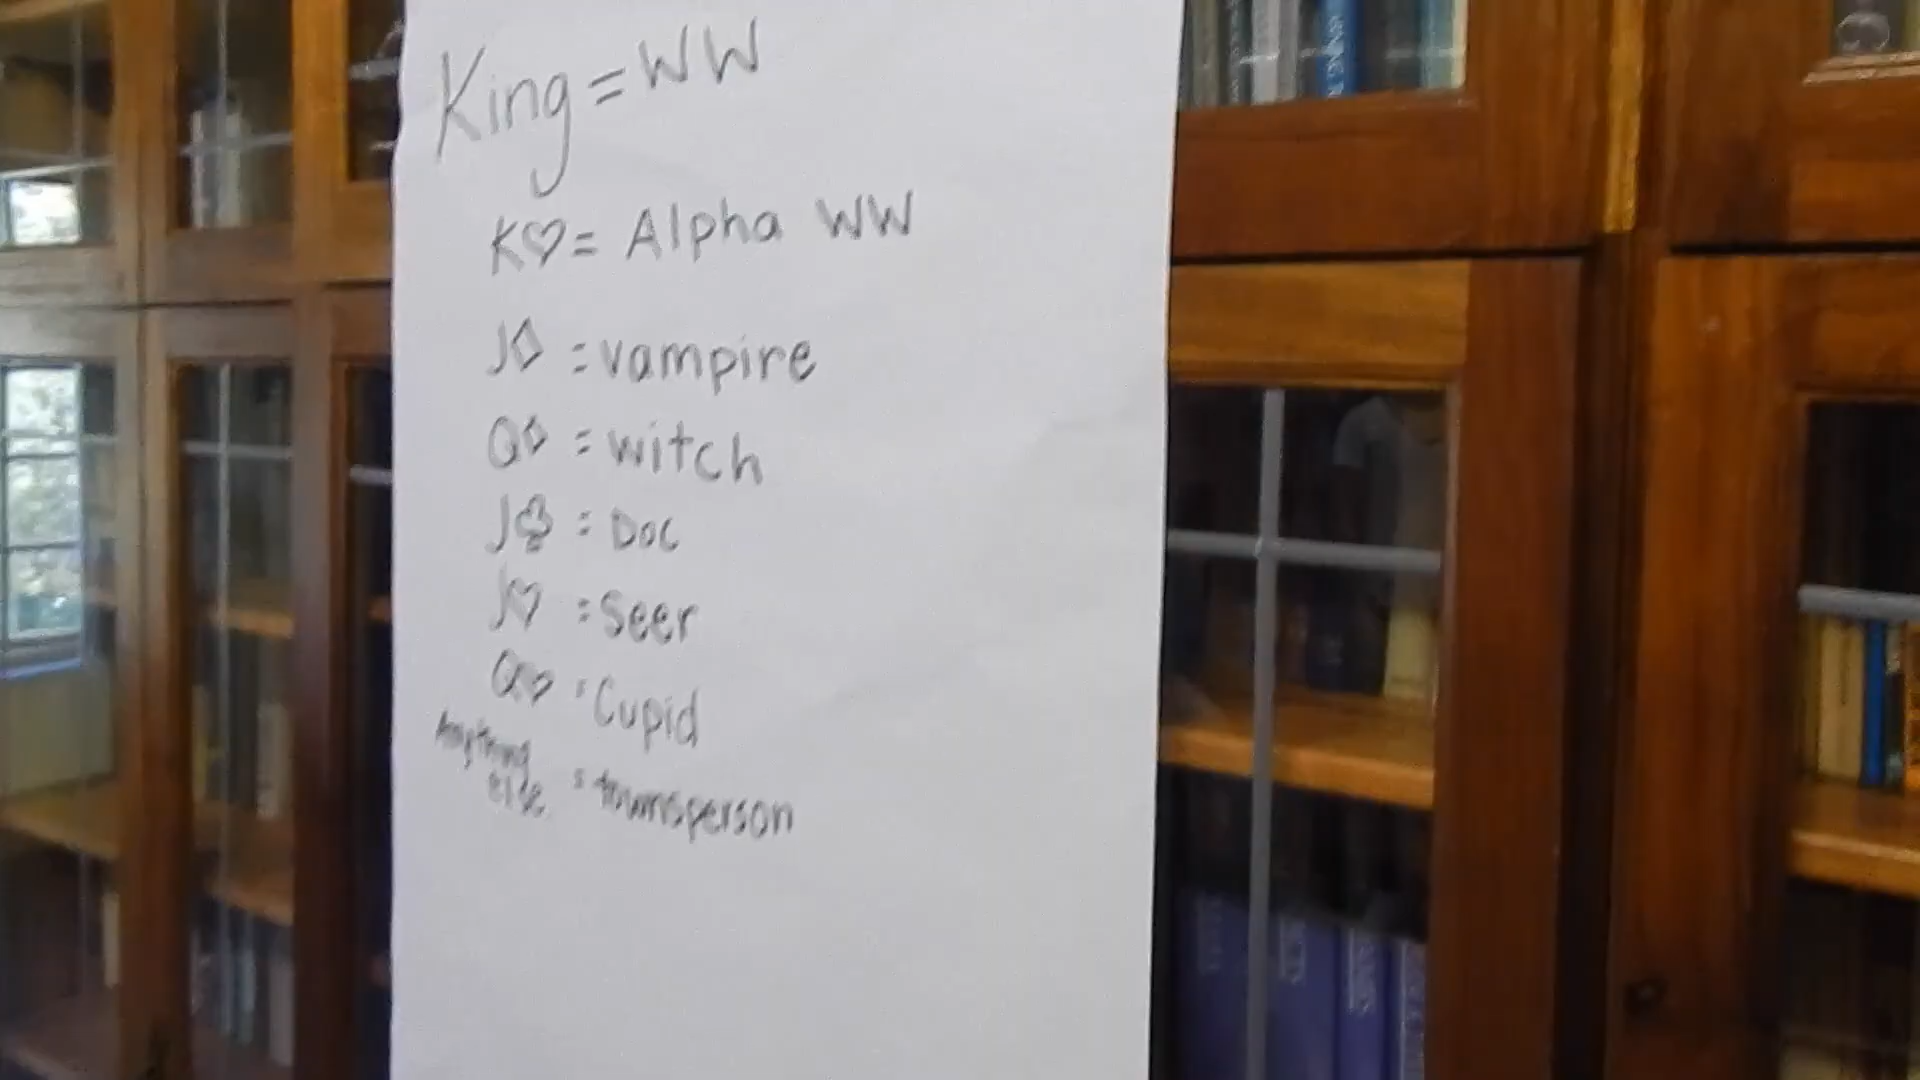 King = WW
K♡ = Alpha WW
J♢ = vampire
Q♢ = witch
J♧ = Doc
J♡ = Seer
Q♡ = Cupid
Anything
else = townsperson